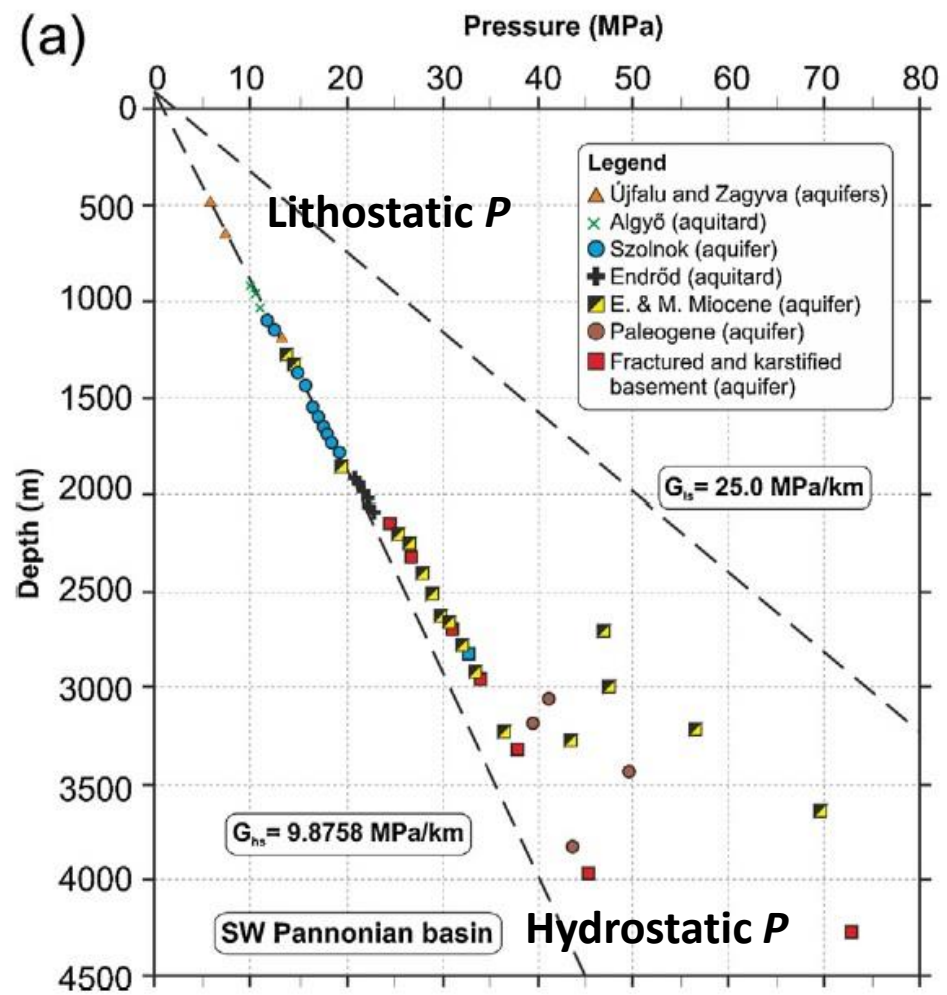 (a)
Pressure (MPa)
0 10 20 30 40 50 60 70 80
0
500
1000
1500
2000
2500
3000
3500
4000
4500
Depth (m)
Lithostatic P
Legend
Újfalu and Zagyva (aquifers)
Algyő (aquitard)
Szolnok (aquifer)
Endrőd (aquitard)
E. & M. Miocene (aquifer)
Paleogene (aquifer)
Fractured and karstified
basement (aquifer)
Gls= 25.0 MPa/km
Ghs= 9.8758 MPa/km
SW Pannonian basin
Hydrostatic P